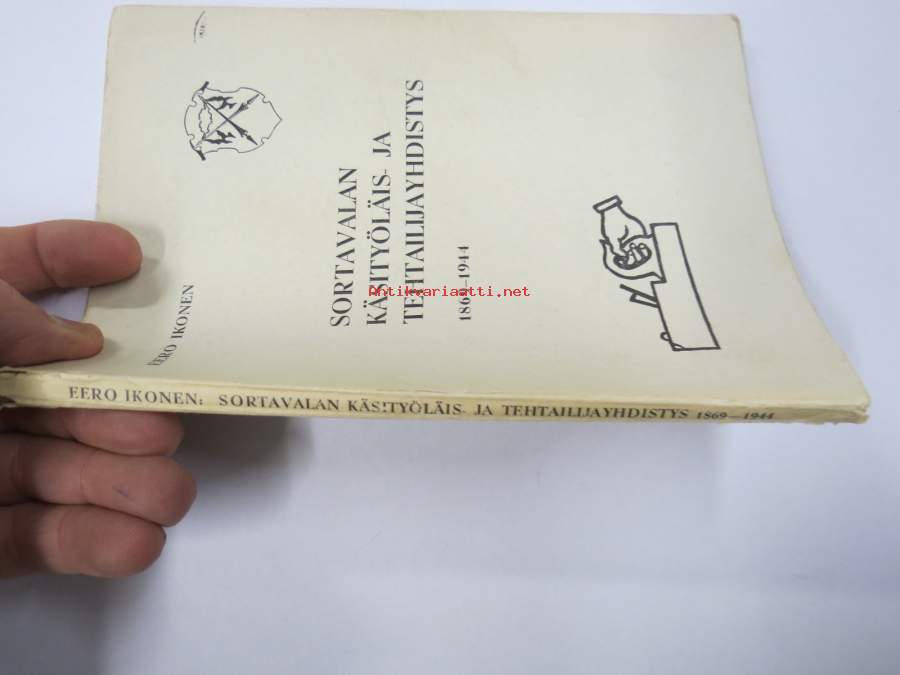 EERO IKONEN
SORTAVALAN
KÄSITYÖLÄIS- JA
TEHTAILIJAYHDISTYS
1869—1944
Antikvariaatti.net
EERO IKONEN: SORTAVALAN KÄSITYÖLÄIS- JA TEHTAILIJAYHDISTYS 1869—1944